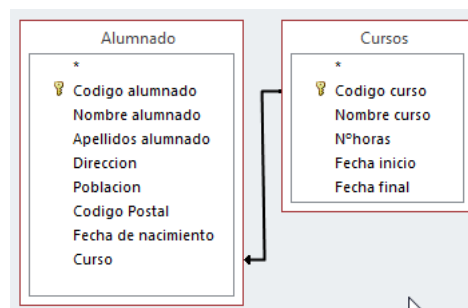 Alumnado
*
Codigo alumnado
Nombre alumnado
Apellidos alumnado
Direccion
Poblacion
Codigo Postal
Fecha de nacimiento
Curso
Cursos
*
Codigo curso
Nombre curso
Nºhoras
Fecha inicio
Fecha final